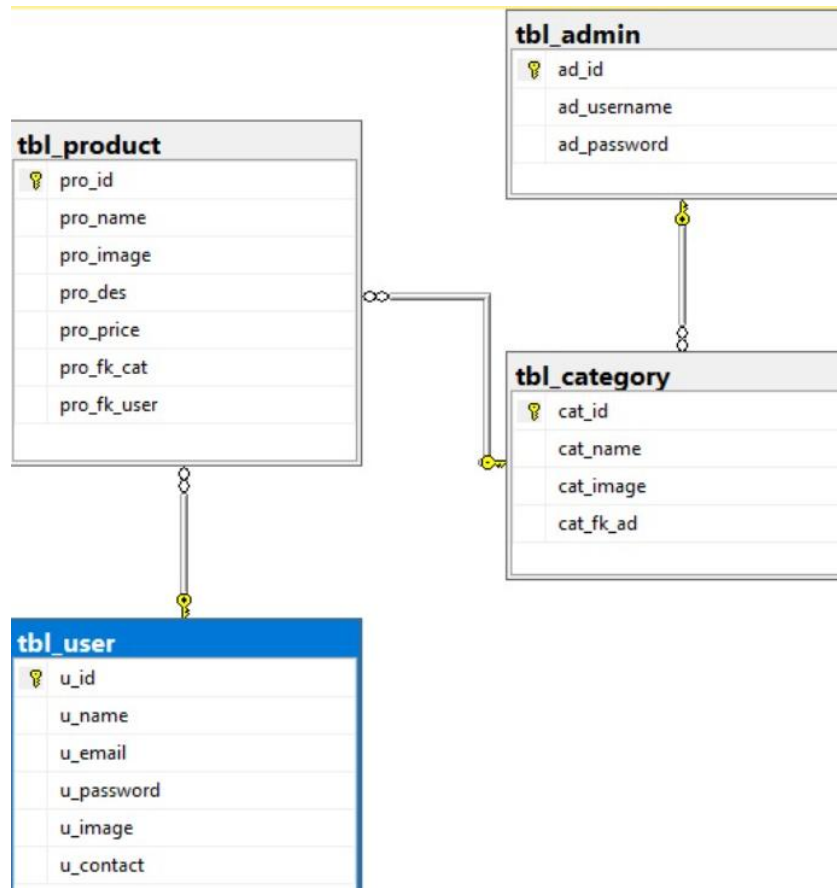 tbl_admin
ad_id
ad_username
ad_password
tbl_product
pro_id
pro_name
pro_image
pro_des
pro_price
pro_fk_cat
pro_fk_user
tbl_category
cat_id
cat_name
cat_image
cat_fk_ad
tbl_user
u_id
u_name
u_email
u_password
u_image
u_contact